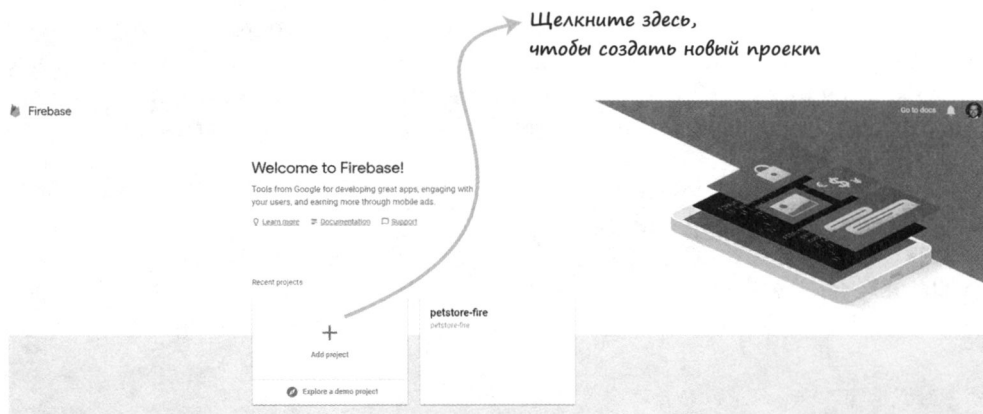 Щелкните здесь,
чтобы создать новый проект
Firebase
Go to docs
Welcome to Firebase!
Tools from Google for developing great apps, engaging with
your users, and earning more through mobile ads.
Learn more Documentation Support
Recent projects
+
Add project
Explore a demo project
petstore-fire
petstore-fire